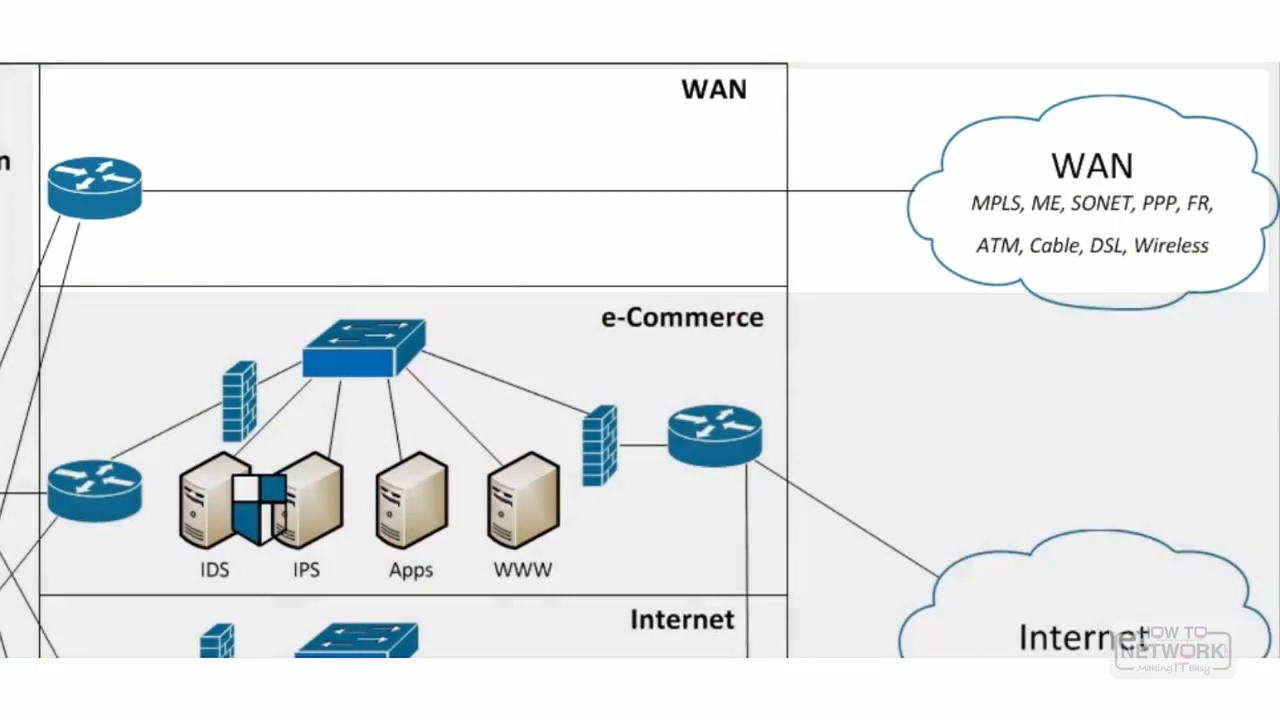 WAN
n
WAN
MPLS, ME, SONET, PPP, FR,
ATM, Cable, DSL, Wireless
e-Commerce
IDS
IPS
Apps
WWW
Internet
Internet
HOW TO
NETWORK
Making IT Easy